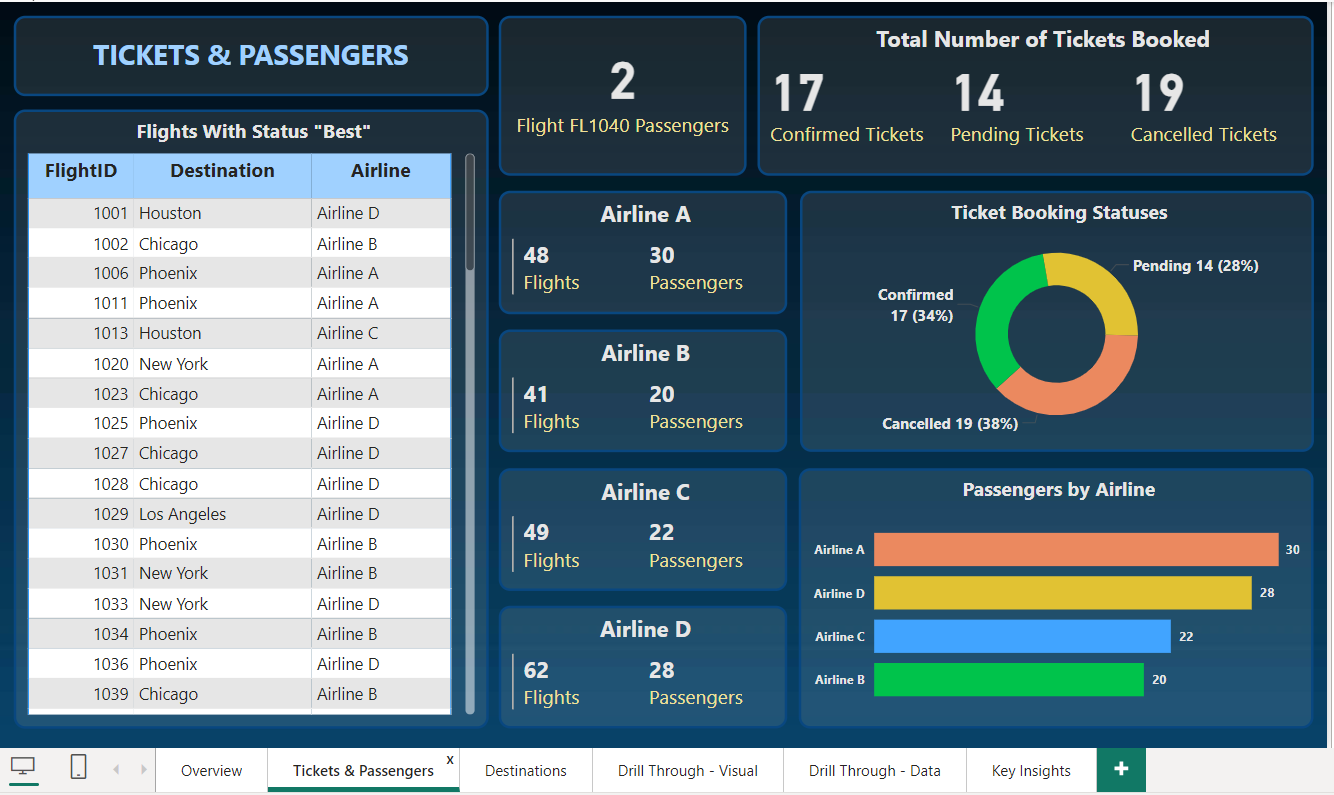 TICKETS & PASSENGERS
Flights With Status "Best"
FlightID Destination Airline
1001 Houston Airline D
1002 Chicago Airline B
1006 Phoenix Airline A
1011 Phoenix Airline A
1013 Houston Airline C
1020 New York Airline A
1023 Chicago Airline A
1025 Phoenix Airline D
1027 Chicago Airline D
1028 Chicago Airline D
1029 Los Angeles Airline D
1030 Phoenix Airline B
1031 New York Airline B
1033 New York Airline D
1034 Phoenix Airline B
1036 Phoenix Airline D
1039 Chicago Airline B
2
Flight FL1040 Passengers
Total Number of Tickets Booked
17 14 19
Confirmed Tickets Pending Tickets Cancelled Tickets
Airline A
48 30
Flights Passengers
Airline B
41 20
Flights Passengers
Airline C
49 22
Flights Passengers
Airline D
62 28
Flights Passengers
Ticket Booking Statuses
Pending 14 (28%)
Confirmed
17 (34%)
Cancelled 19 (38%)
Passengers by Airline
Airline A 30
Airline D 28
Airline C 22
Airline B 20
Overview Tickets & Passengers x Destinations Drill Through - Visual Drill Through - Data Key Insights +